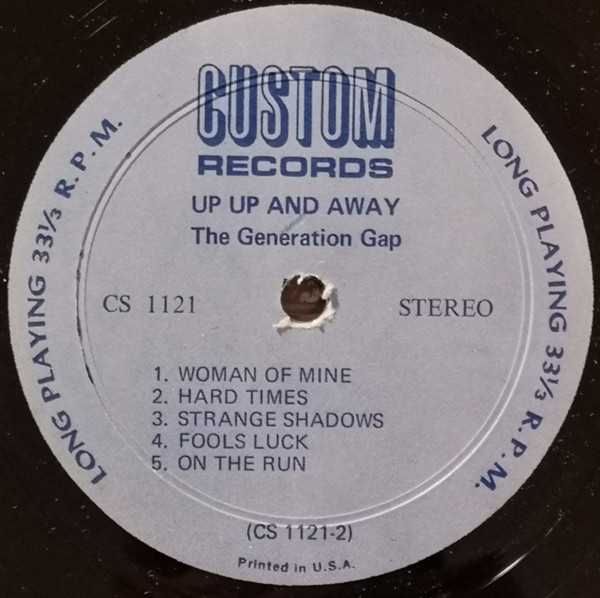 CUSTOM
RECORDS
UP UP AND AWAY
The Generation Gap
LONG PLAYING 33⅓ R.P.M.
LONG PLAYING 33⅓ R.P.M.
CS 1121
STEREO
1. WOMAN OF MINE
2. HARD TIMES
3. STRANGE SHADOWS
4. FOOLS LUCK
5. ON THE RUN
(CS 1121-2)
Printed in U.S.A.